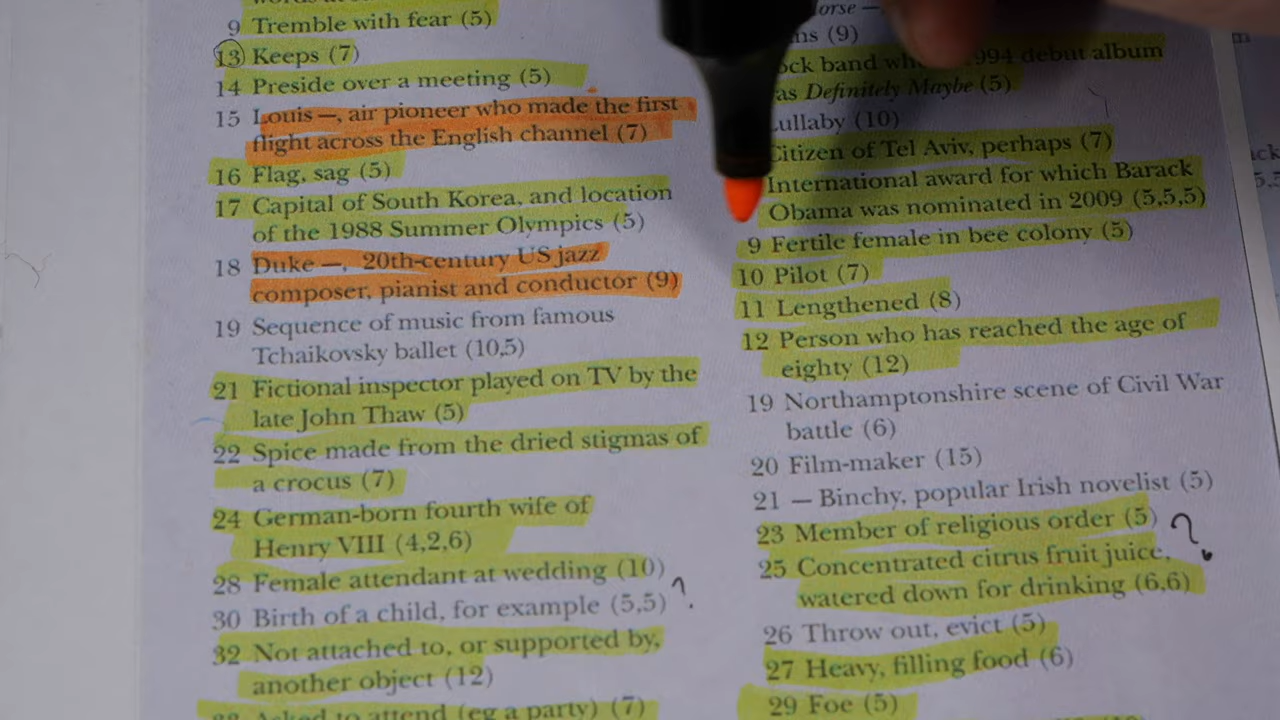 9 Tremble with fear (5)
13 Keeps (7)
14 Preside over a meeting (5)
15 Louis —, air pioneer who made the first
flight across the English channel (7)
16 Flag, sag (5)
17 Capital of South Korea, and location
of the 1988 Summer Olympics (5)
18 Duke —, 20th-century US jazz
composer, pianist and conductor (9)
19 Sequence of music from famous
Tchaikovsky ballet (10,5)
21 Fictional inspector played on TV by the
late John Thaw (5)
22 Spice made from the dried stigmas of
a crocus (7)
24 German-born fourth wife of
Henry VIII (4,2,6)
28 Female attendant at wedding (10)
30 Birth of a child, for example (5,5) ?
32 Not attached to, or supported by,
another object (12)
Asked to attend (eg a party) (7)
(9)
band 994 debut album
as Definitely Maybe (5)
Lullaby (10)
Citizen of Tel Aviv, perhaps (7)
International award for which Barack
Obama was nominated in 2009 (5,5,5)
9 Fertile female in bee colony (5)
10 Pilot (7)
11 Lengthened (8)
12 Person who has reached the age of
eighty (12)
19 Northamptonshire scene of Civil War
battle (6)
20 Film-maker (15)
21 — Binchy, popular Irish novelist (5)
23 Member of religious order (5) ?
25 Concentrated citrus fruit juice,
watered down for drinking (6,6)
26 Throw out, evict (5)
27 Heavy, filling food (6)
29 Foe (5)